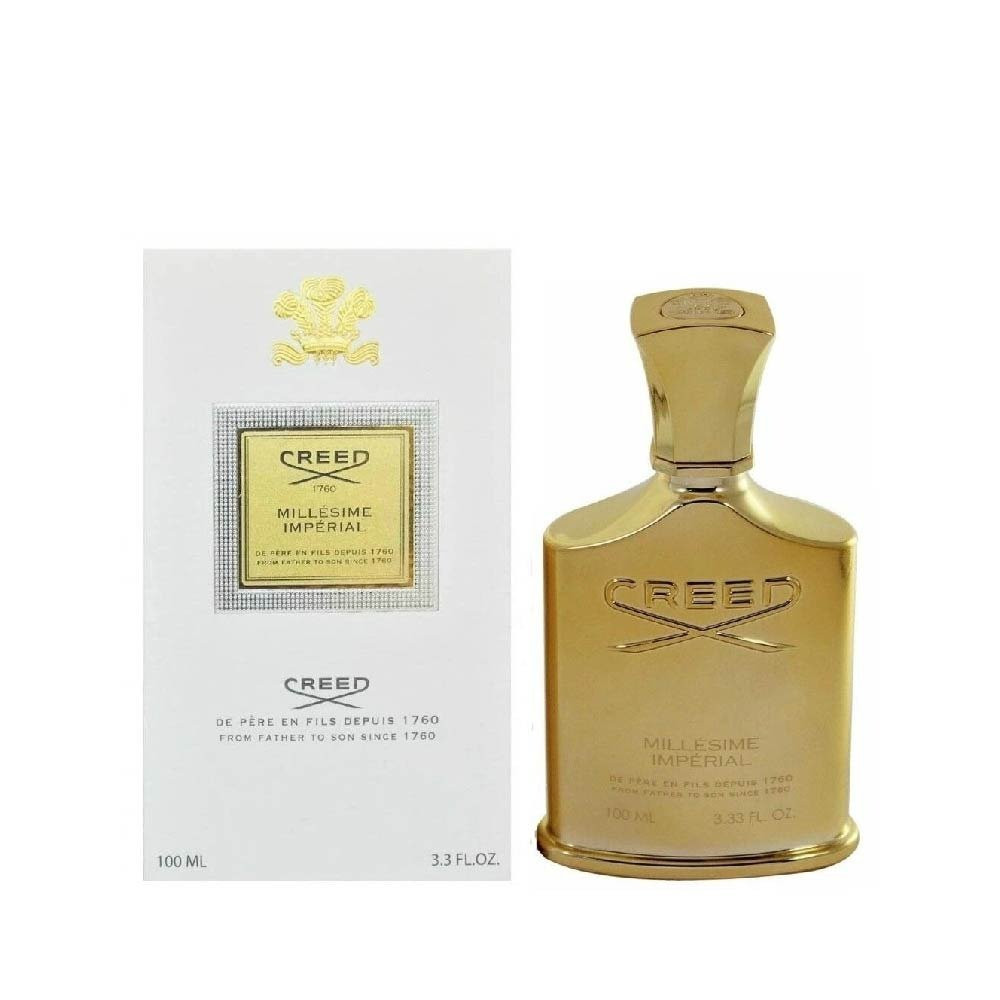 CREED
1760
MILLÉSIME
IMPÉRIAL
DE PÈRE EN FILS DEPUIS 1760
FROM FATHER TO SON SINCE 1760
CREED
DE PÈRE EN FILS DEPUIS 1760
FROM FATHER TO SON SINCE 1760
100 ML 3.3 FL.OZ.
CREED
MILLÉSIME
IMPÉRIAL
DE PÈRE EN FILS DEPUIS 1760
FROM FATHER TO SON SINCE 1760
100 ML 3.33 FL. OZ.